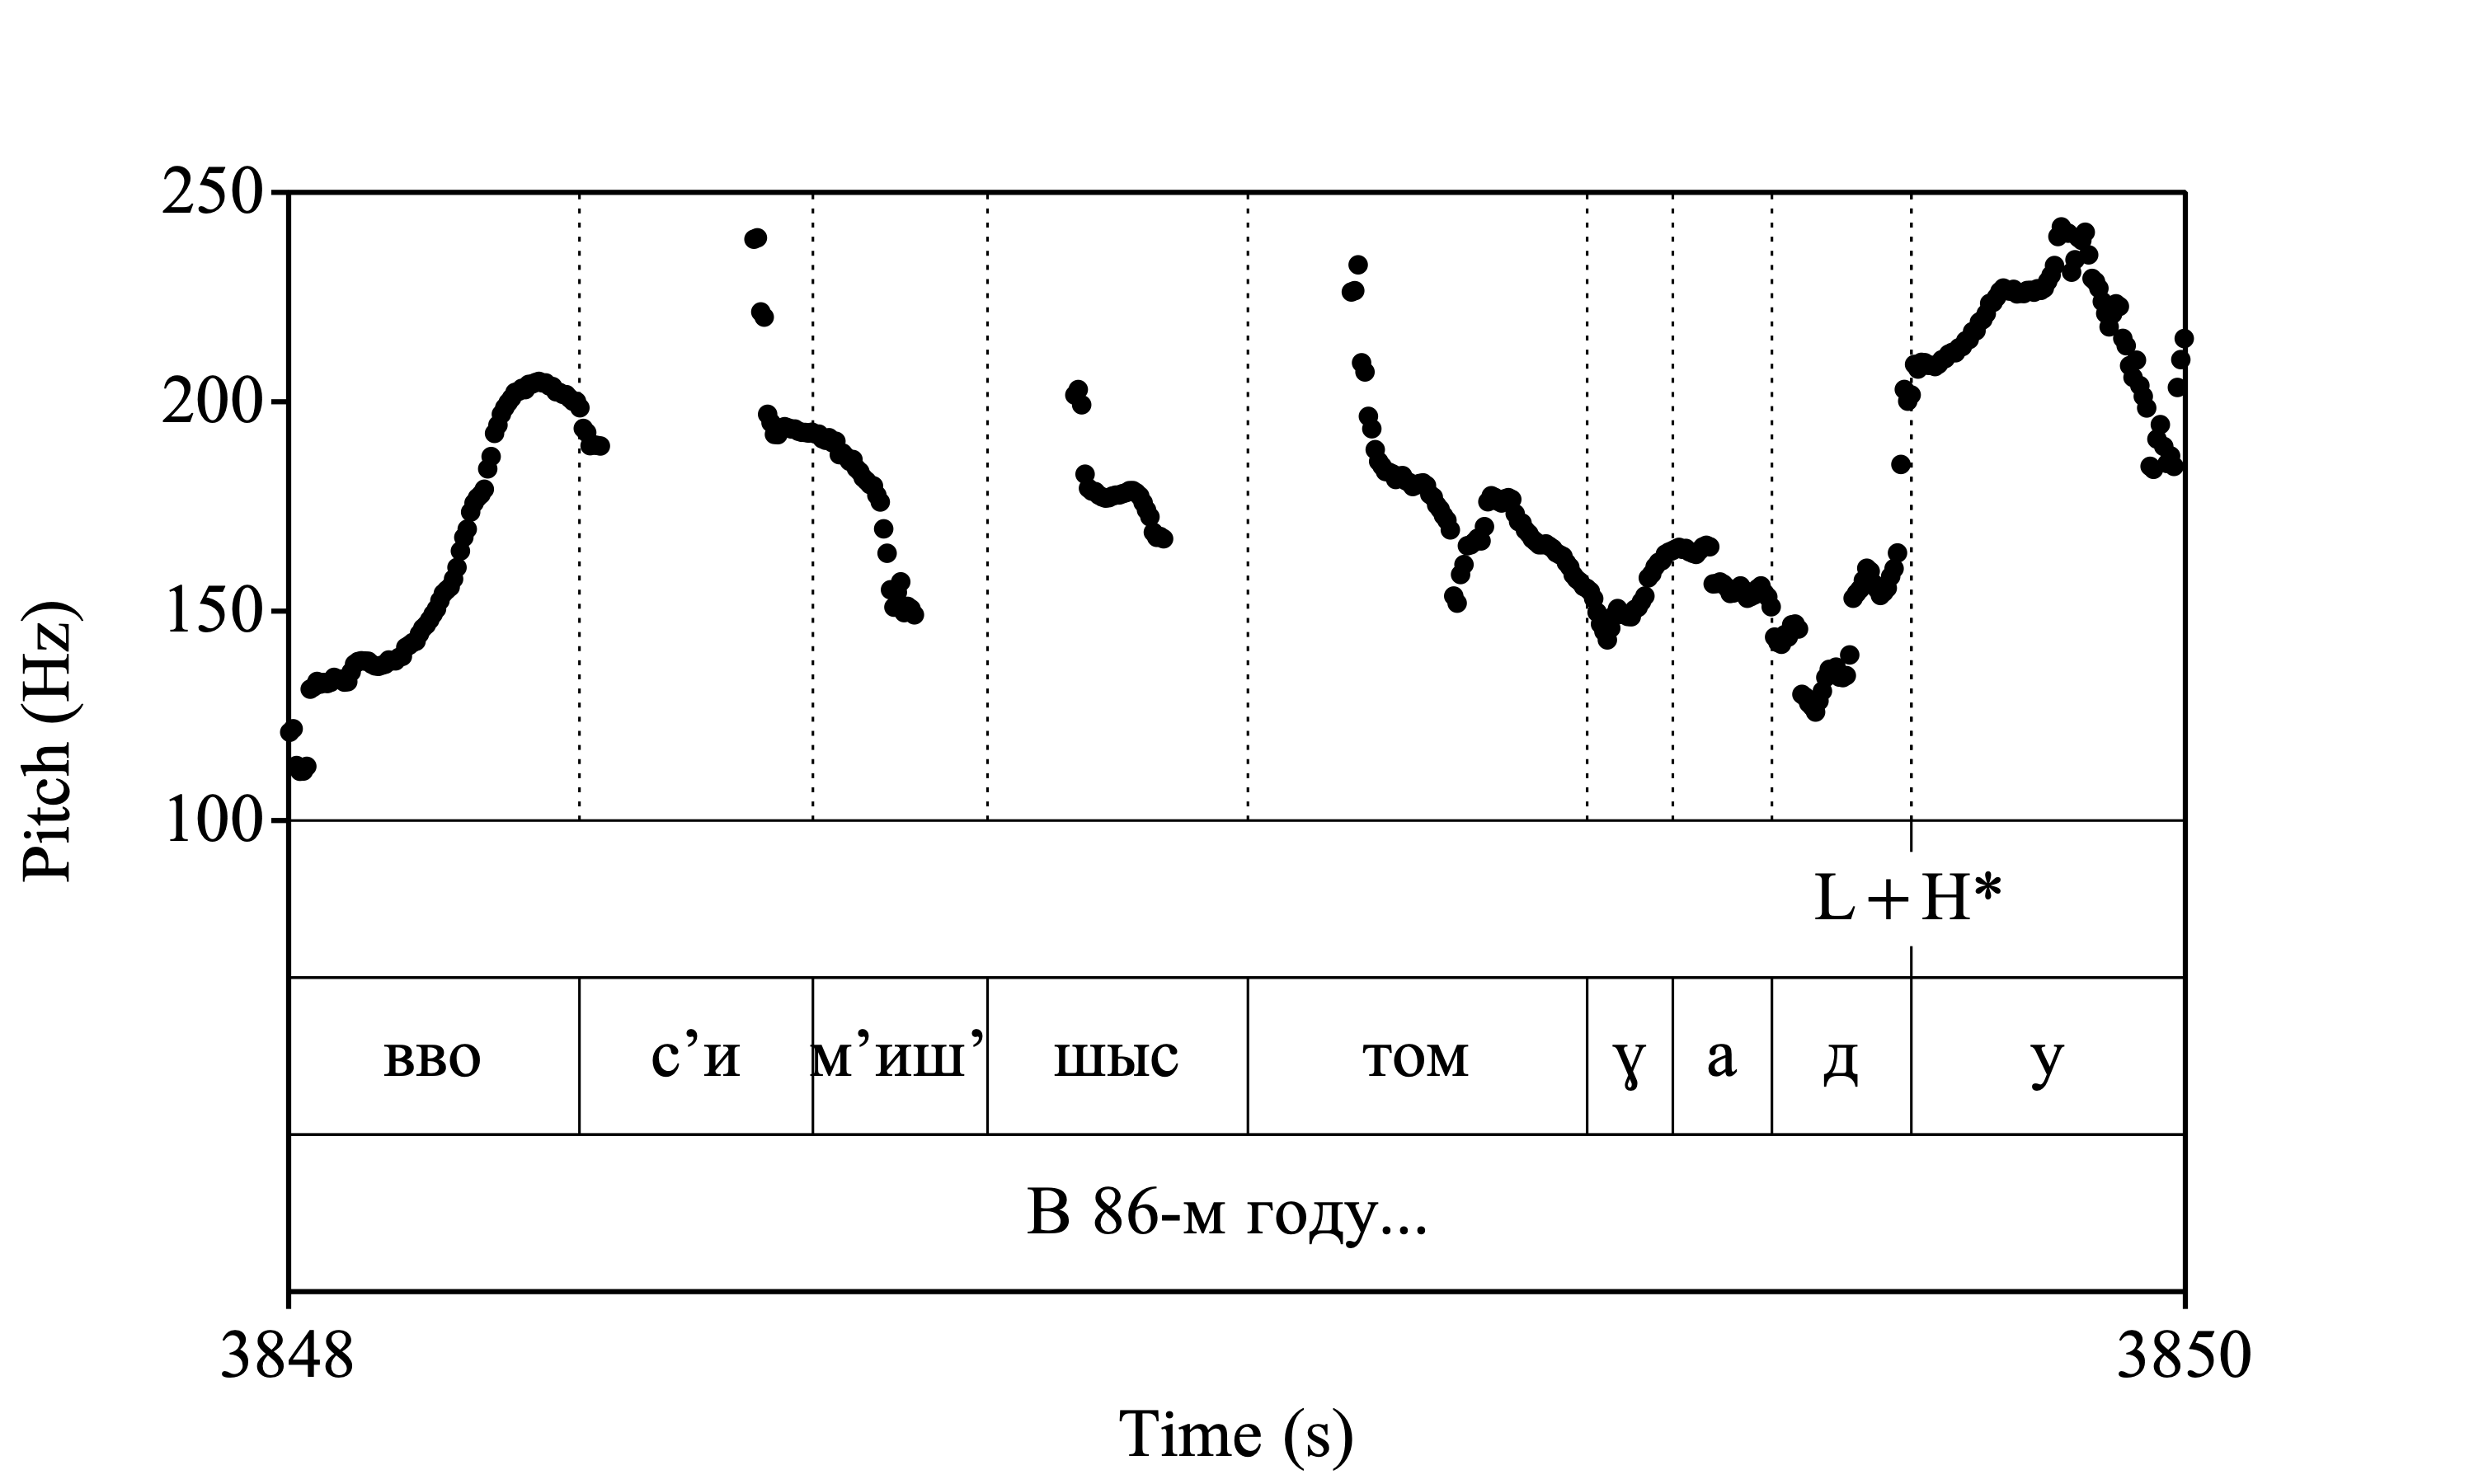 250
200
150
100
Pitch (Hz)
L+H*
вво с’и м’иш’ шыс том ɣ а д у
В 86-м году...
3848 3850
Time (s)